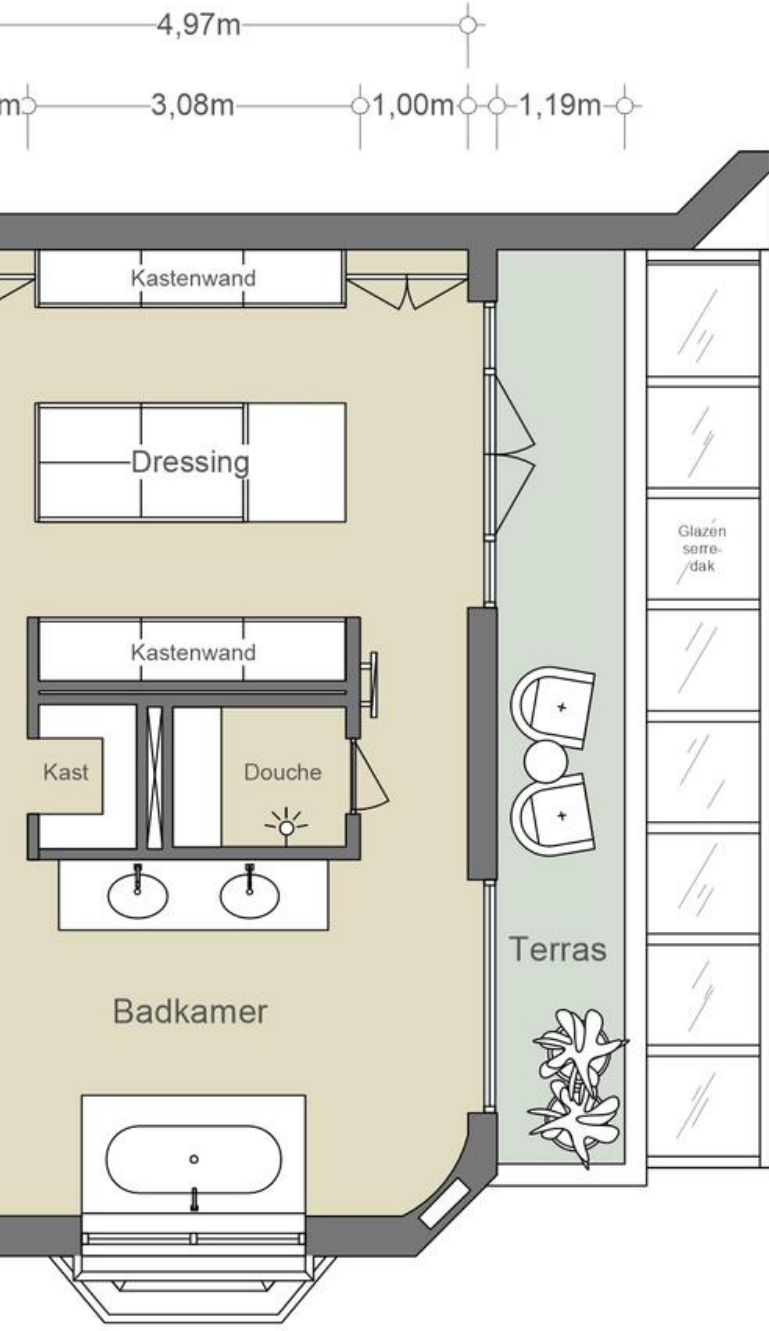 4,97m
m 3,08m 1,00m 1,19m
Kastenwand
Dressing
Glazen
serre-
dak
Kastenwand
Kast
Douche
Terras
Badkamer